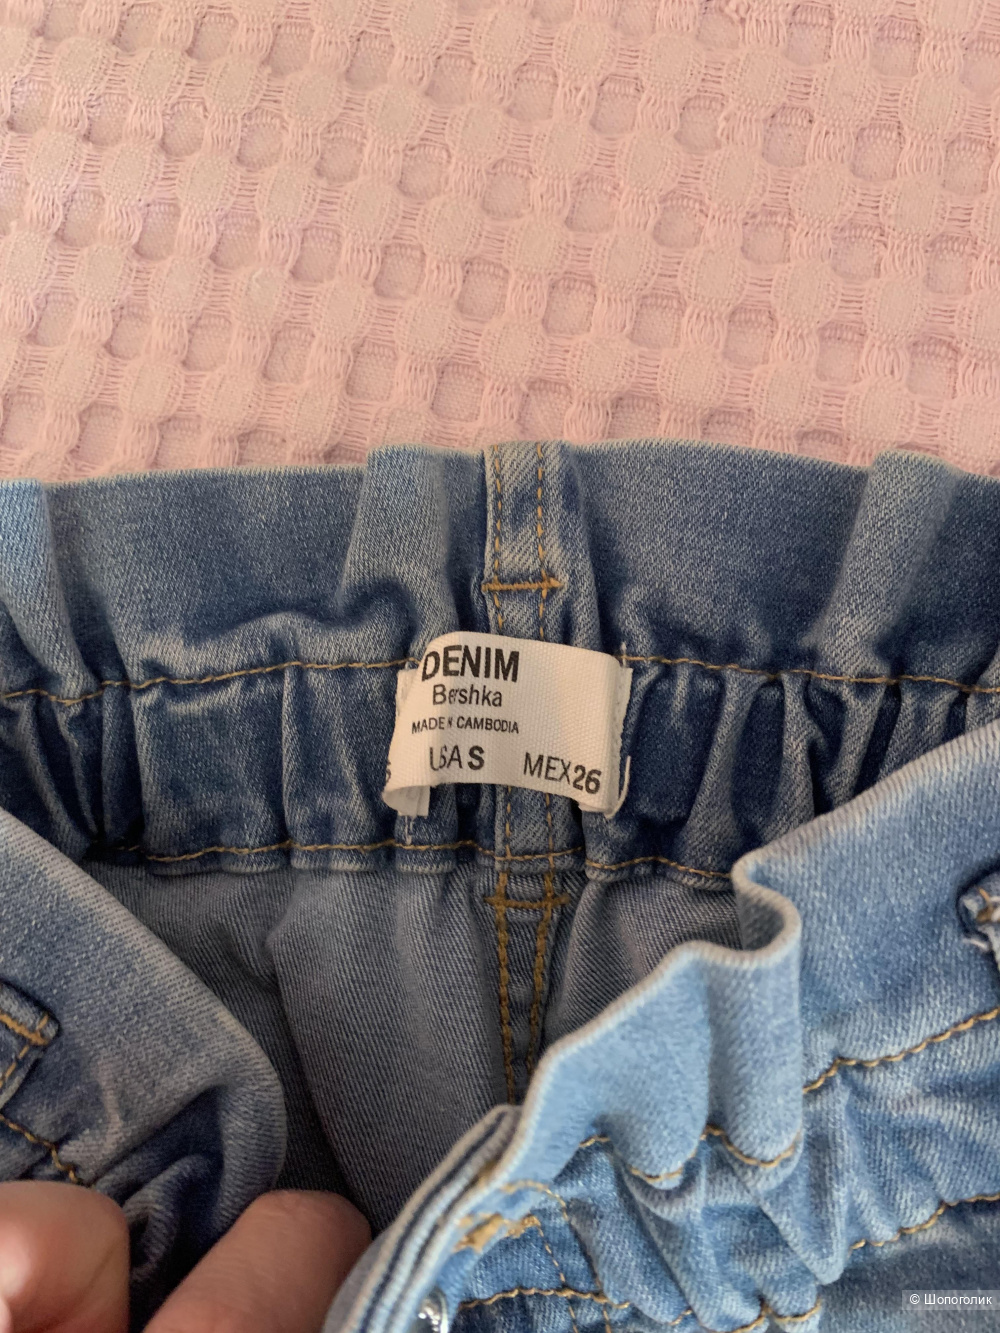 DENIM
Bershka
MADE IN CAMBODIA
S USA S MEX 26
© Шопоголик